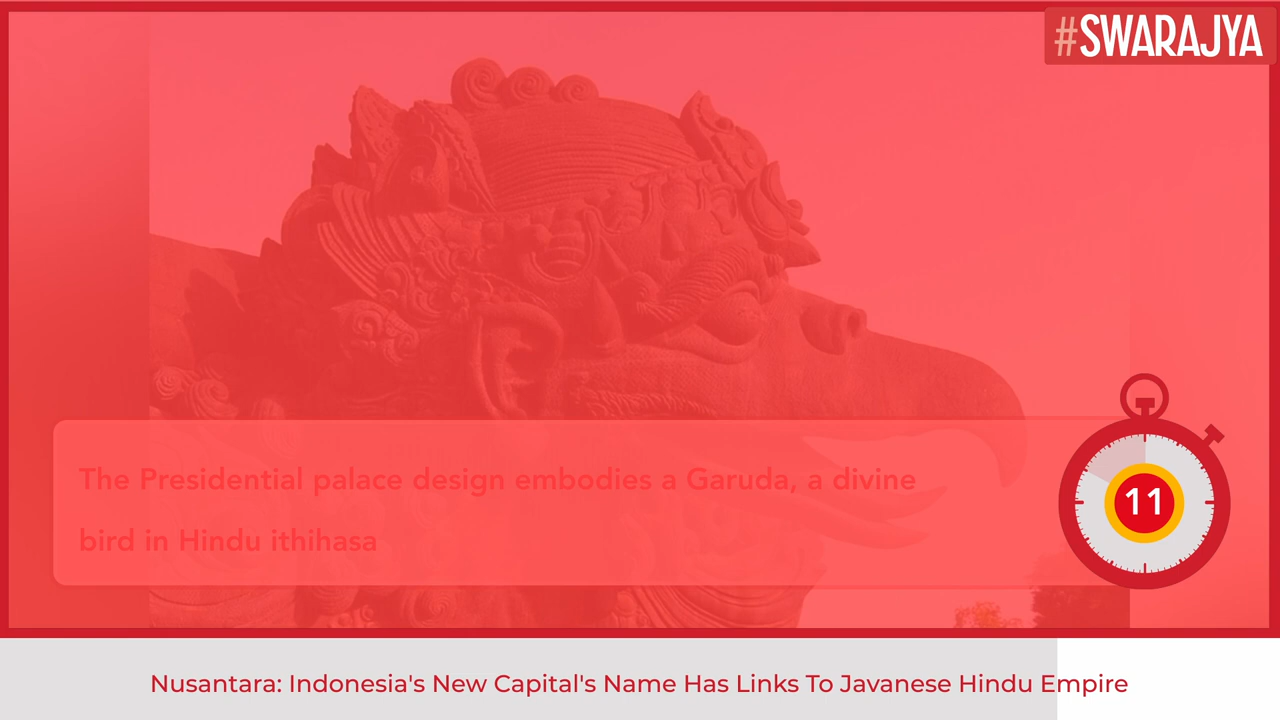 #SWARAJYA
The Presidential palace design embodies a Garuda, a divine
bird in Hindu ithihasa
11
Nusantara: Indonesia's New Capital's Name Has Links To Javanese Hindu Empire